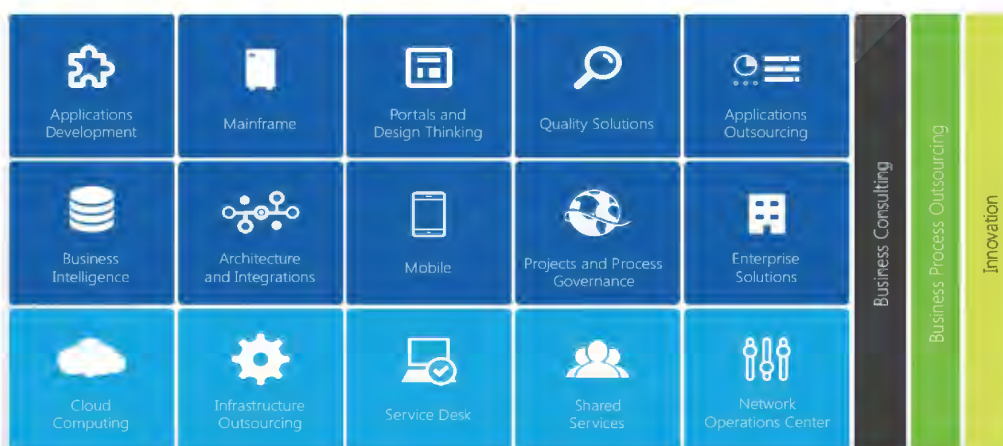 Applications
Development
Mainframe
Portals and
Design Thinking
Quality Solutions
Applications
Outsourcing
Business
Intelligence
Architecture
and Integrations
Mobile
Projects and Process
Governance
Enterprise
Solutions
Cloud
Computing
Infrastructure
Outsourcing
Service Desk
Shared
Services
Network
Operations Center
Business Consulting
Business Process Outsourcing
Innovation